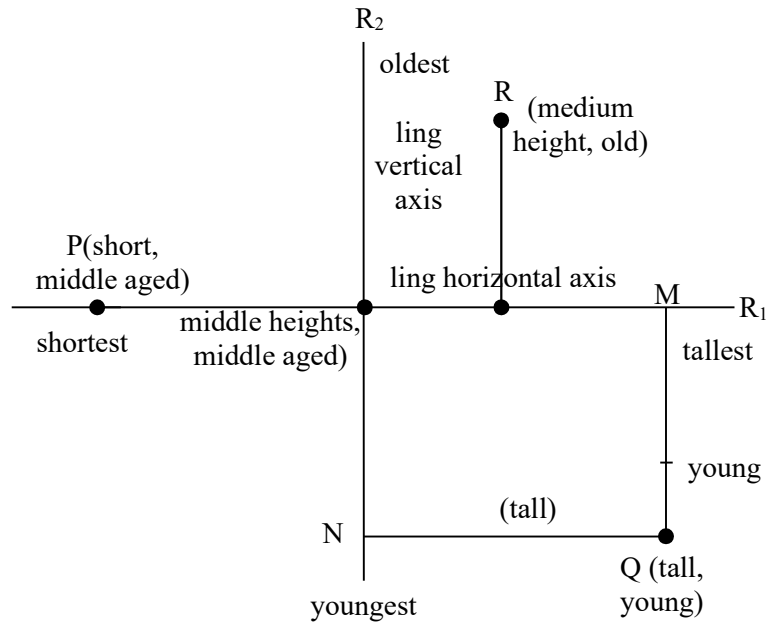 R₂
oldest
R
(medium
height, old)
ling
vertical
axis
P(short,
middle aged)
ling horizontal axis
M
R₁
shortest
middle heights,
middle aged)
tallest
young
(tall)
N
Q (tall,
young)
youngest